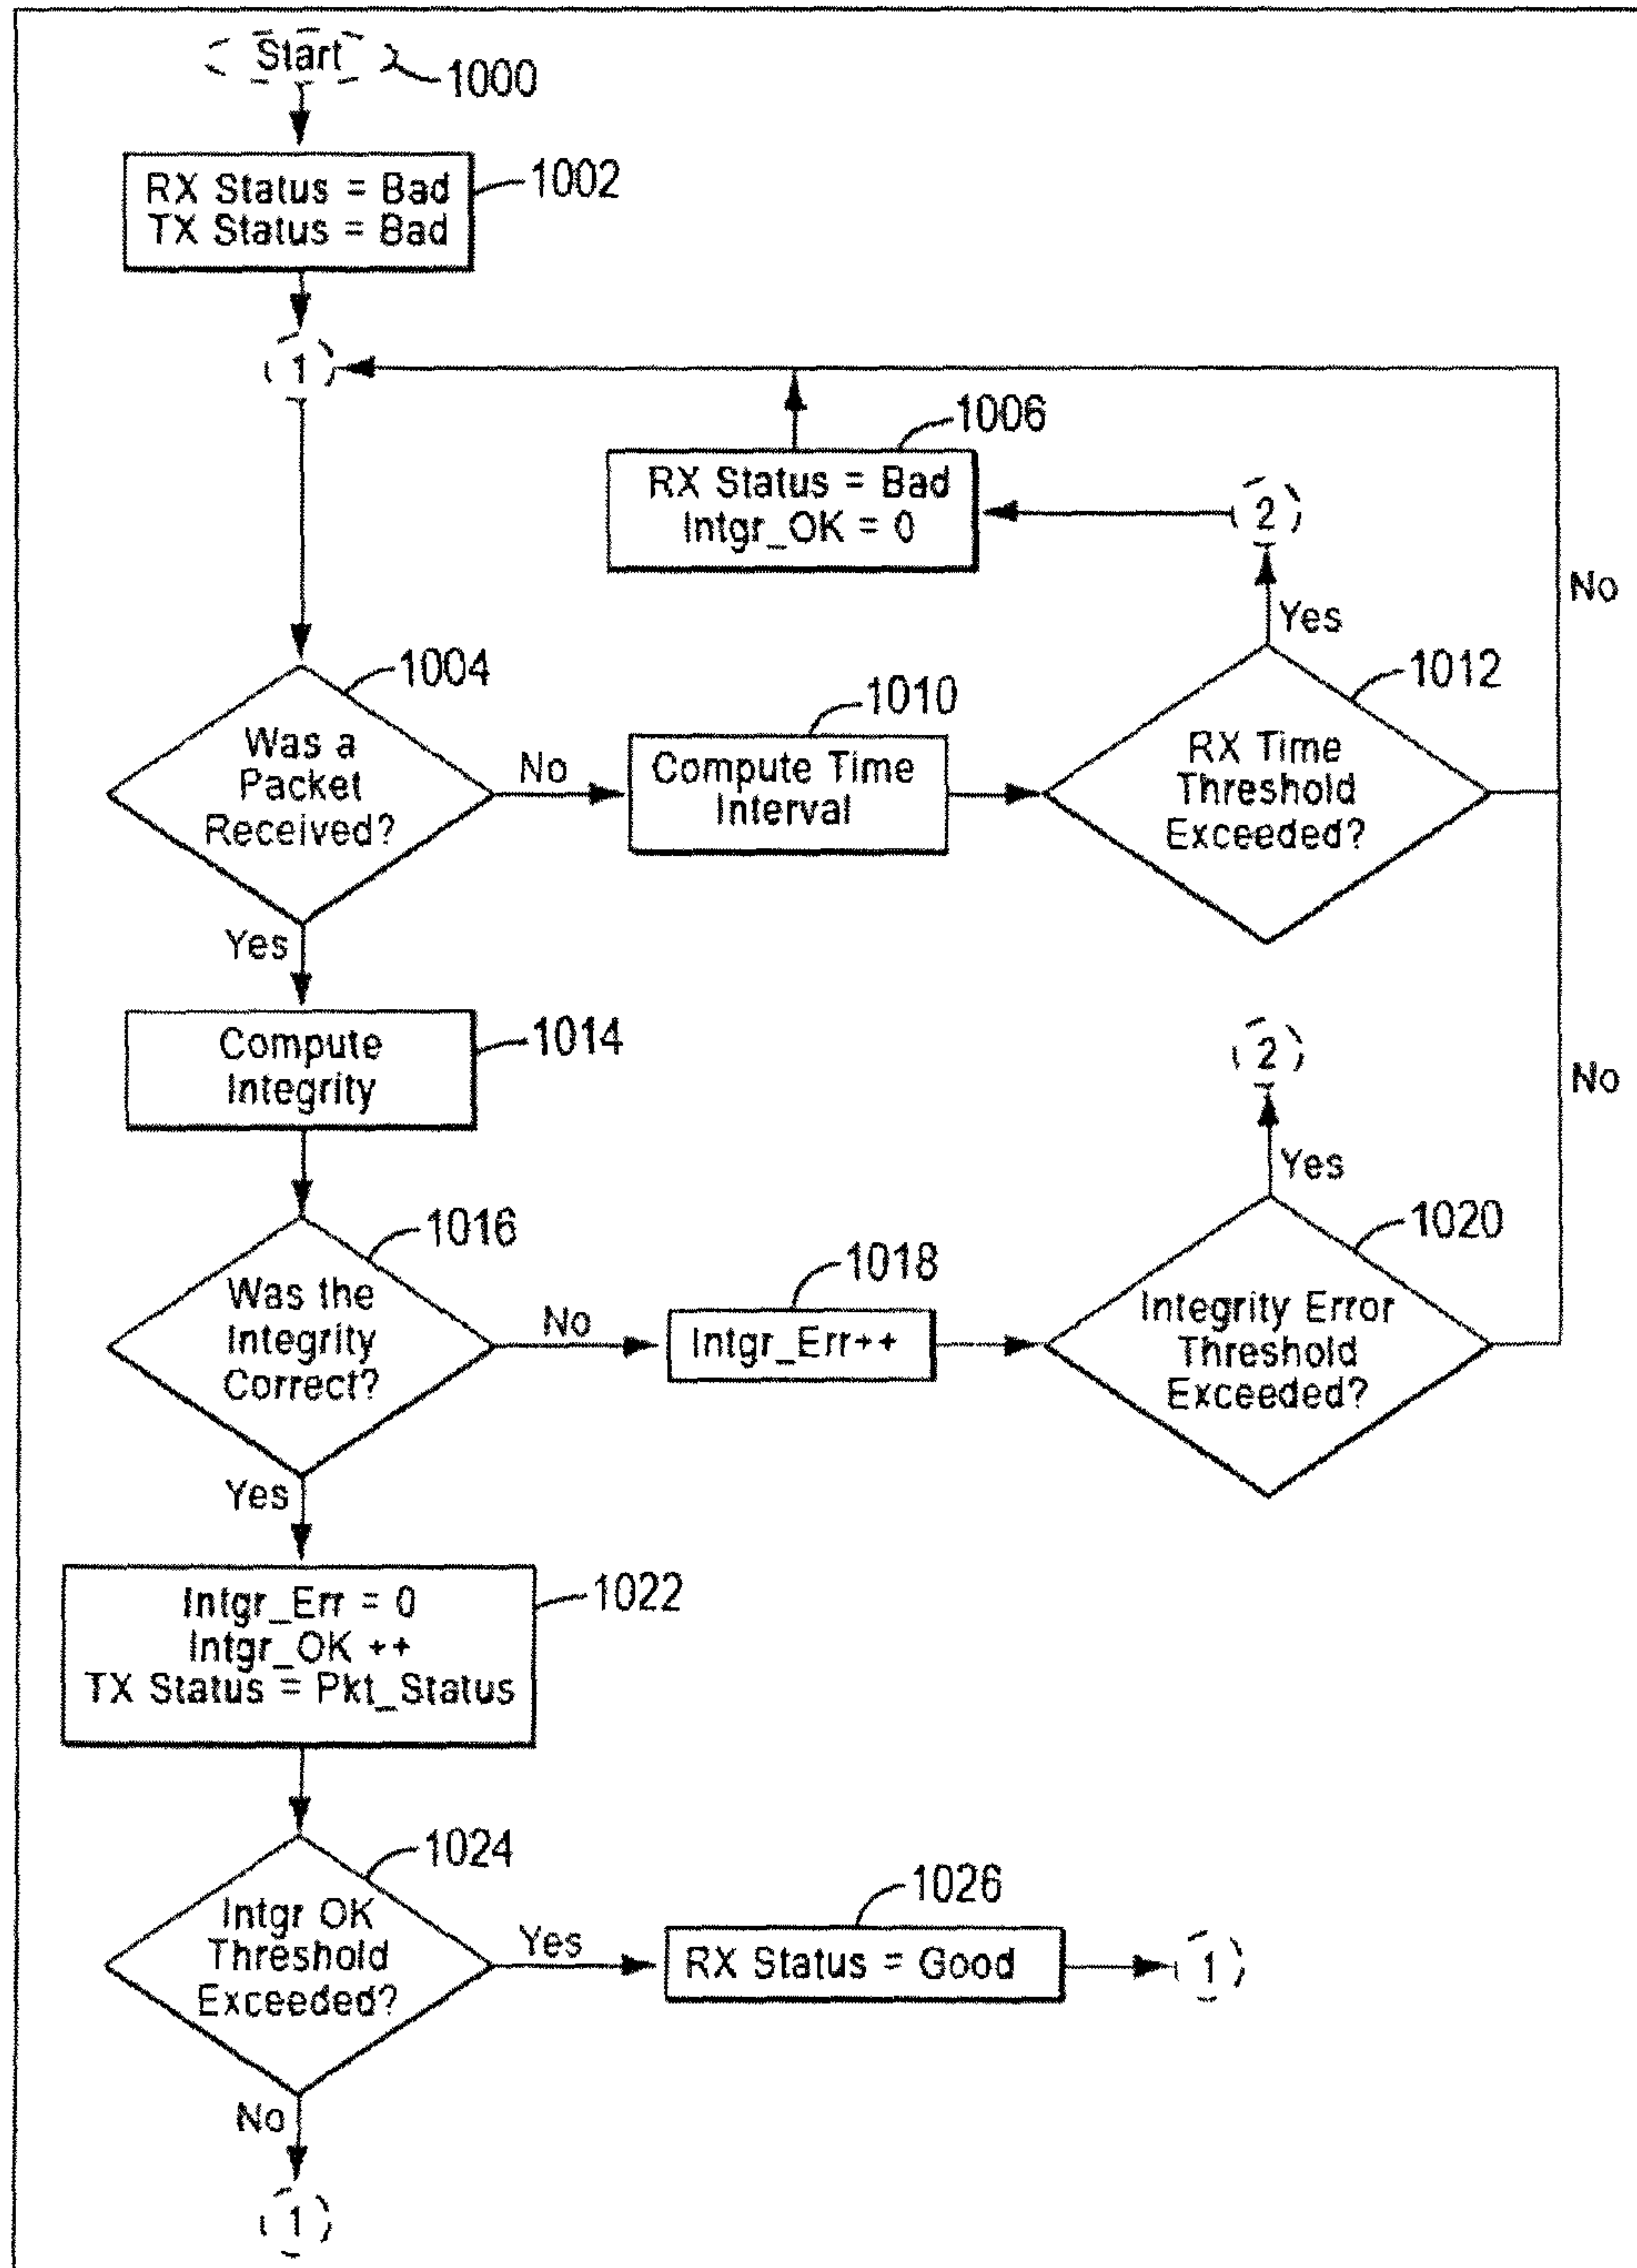 Start
1000
RX Status = Bad
TX Status = Bad
1002
1
1006
RX Status = Bad
Intgr_OK = 0
2
Yes
No
1004
Was a
Packet
Received?
No
1010
Compute Time
Interval
1012
RX Time
Threshold
Exceeded?
Yes
Compute
Integrity
1014
2
Yes
No
1016
Was the
Integrity
Correct?
No
1018
Intgr_Err++
1020
Integrity Error
Threshold
Exceeded?
Yes
Intgr_Err = 0
Intgr_OK ++
TX Status = Pkt_Status
1022
1024
Intgr OK
Threshold
Exceeded?
Yes
1026
RX Status = Good
1
No
1